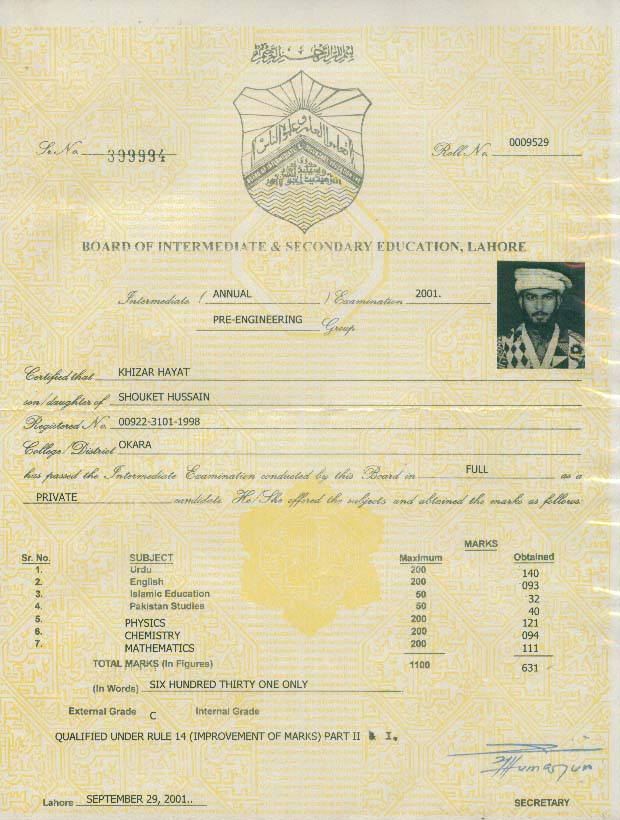 بسم الله الرحمن الرحيم
Sr. No. 399994
Roll No. 0009529
BOARD OF INTERMEDIATE & SECONDARY EDUCATION, LAHORE
Intermediate ( ANNUAL ) Examination 2001.
PRE-ENGINEERING Group
Certified that KHIZAR HAYAT
son/daughter of SHOUKET HUSSAIN
Registered No. 00922-3101-1998
College/District OKARA
has passed the Intermediate Examination conducted by this Board in FULL as a
PRIVATE candidate. He/She offered the subjects and obtained the marks as follows:
MARKS
Sr. No. SUBJECT Maximum Obtained
1. Urdu 200 140
2. English 200 093
3. Islamic Education 50 32
4. Pakistan Studies 50 40
5. PHYSICS 200 121
6. CHEMISTRY 200 094
7. MATHEMATICS 200 111
TOTAL MARKS (In Figures) 1100 631
(In Words) SIX HUNDRED THIRTY ONE ONLY
External Grade C Internal Grade
QUALIFIED UNDER RULE 14 (IMPROVEMENT OF MARKS) PART II & I.
Lahore SEPTEMBER 29, 2001..
SECRETARY